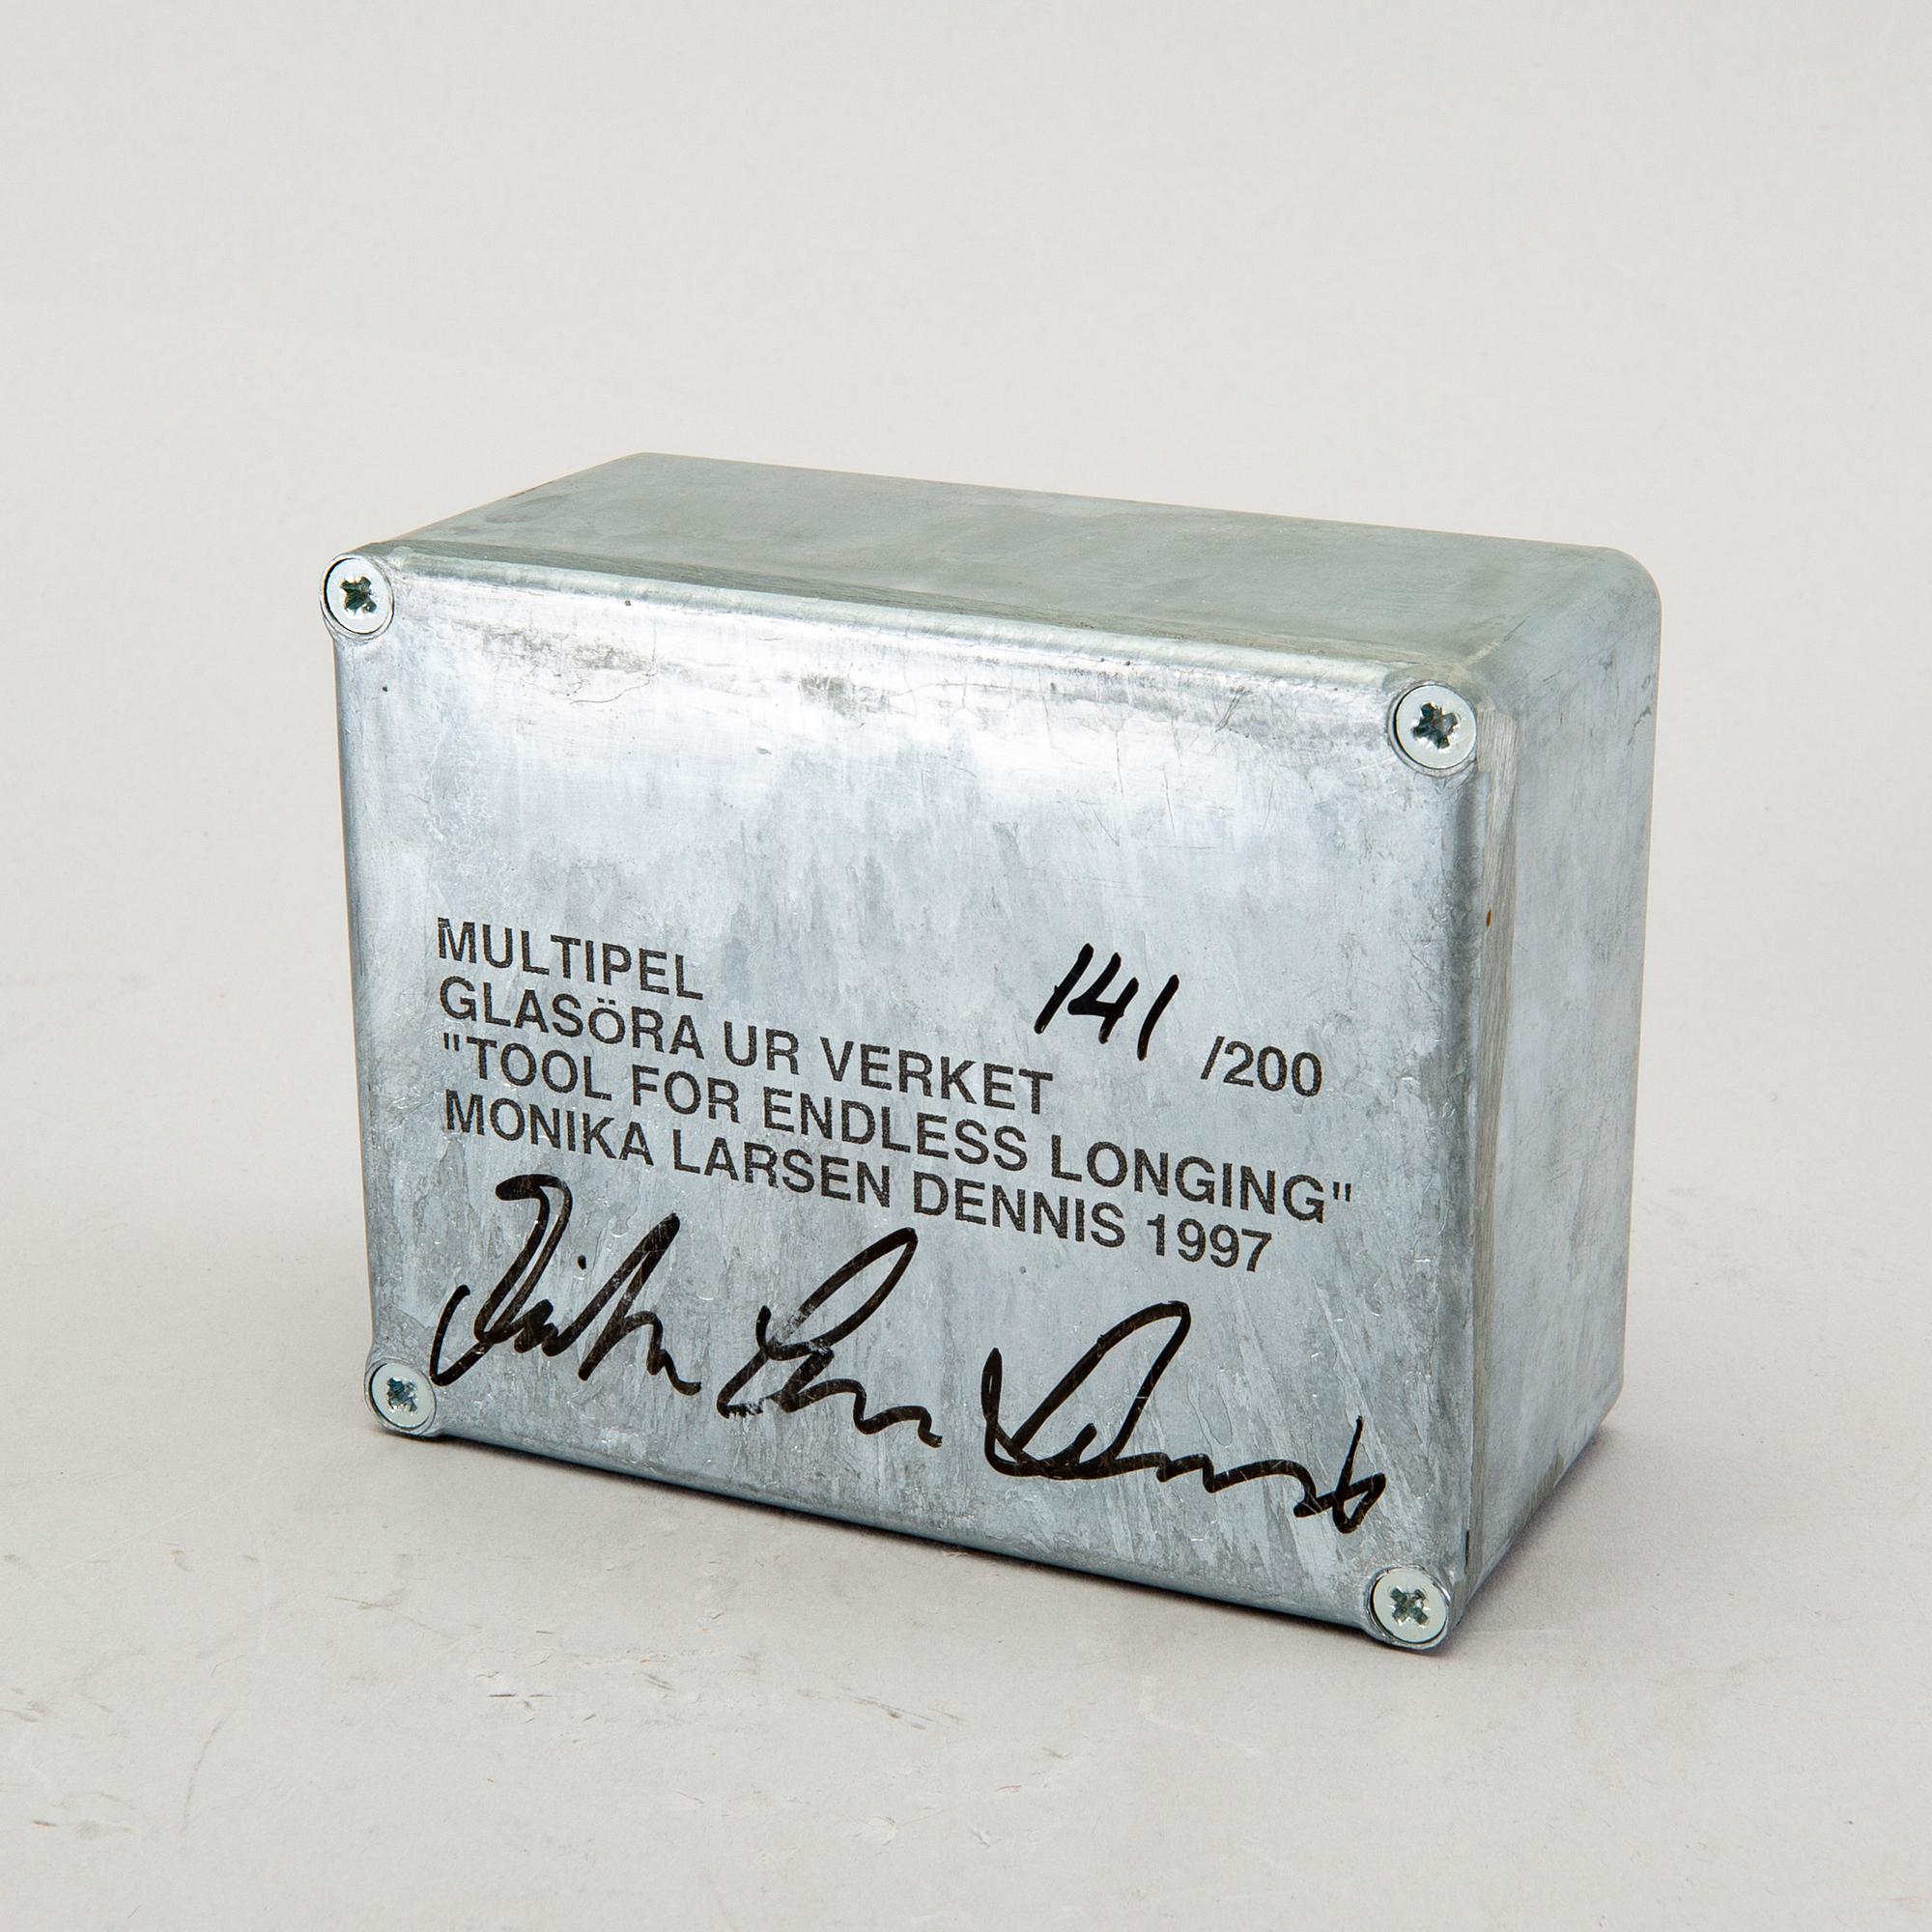 MULTIPEL
GLASÖRA UR VERKET 141 /200
"TOOL FOR ENDLESS LONGING"
MONIKA LARSEN DENNIS 1997